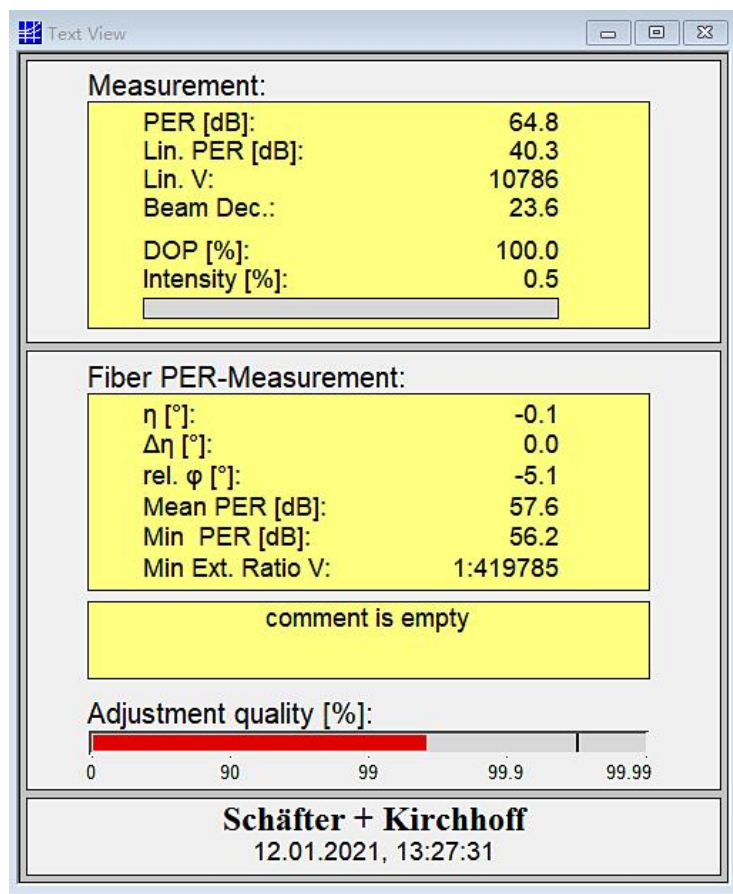 Text View
Measurement:
PER [dB]: 64.8
Lin. PER [dB]: 40.3
Lin. V: 10786
Beam Dec.: 23.6
DOP [%]: 100.0
Intensity [%]: 0.5
Fiber PER-Measurement:
η [°]: -0.1
Δη [°]: 0.0
rel. φ [°]: -5.1
Mean PER [dB]: 57.6
Min PER [dB]: 56.2
Min Ext. Ratio V: 1:419785
comment is empty
Adjustment quality [%]:
0 90 99 99.9 99.99
Schäfter + Kirchhoff
12.01.2021, 13:27:31